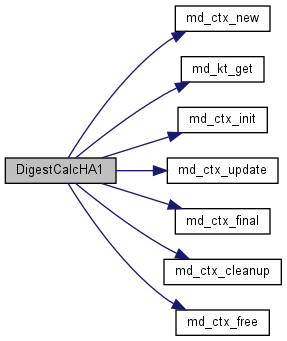 md_ctx_new
md_kt_get
md_ctx_init
DigestCalcHA1
md_ctx_update
md_ctx_final
md_ctx_cleanup
md_ctx_free